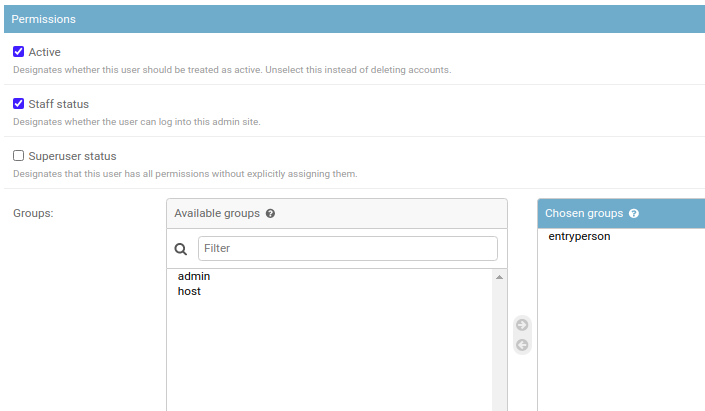 Permissions
Active
Designates whether this user should be treated as active. Unselect this instead of deleting accounts.
Staff status
Designates whether the user can log into this admin site.
Superuser status
Designates that this user has all permissions without explicitly assigning them.
Groups:
Available groups ?
Chosen groups ?
Filter
entryperson
admin
host